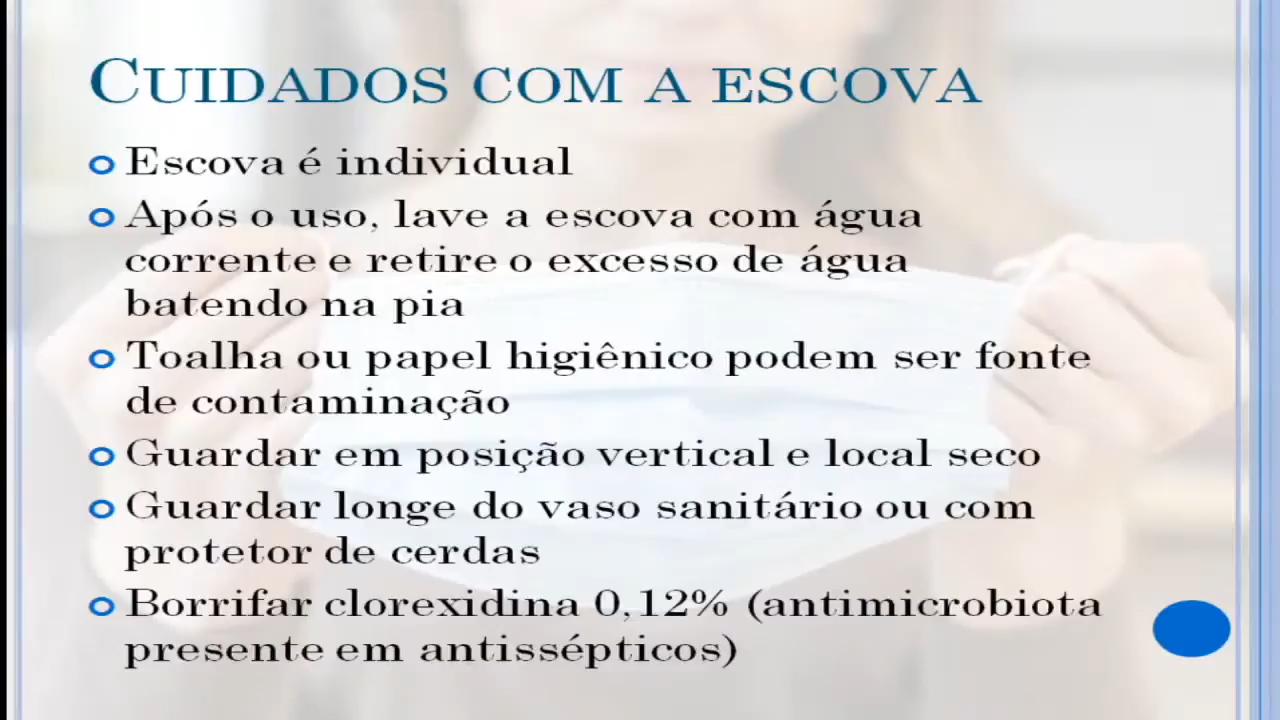 CUIDADOS COM A ESCOVA
Escova é individual
Após o uso, lave a escova com água
corrente e retire o excesso de água
batendo na pia
Toalha ou papel higiênico podem ser fonte
de contaminação
Guardar em posição vertical e local seco
Guardar longe do vaso sanitário ou com
protetor de cerdas
Borrifar clorexidina 0,12% (antimicrobiota
presente em antissépticos)